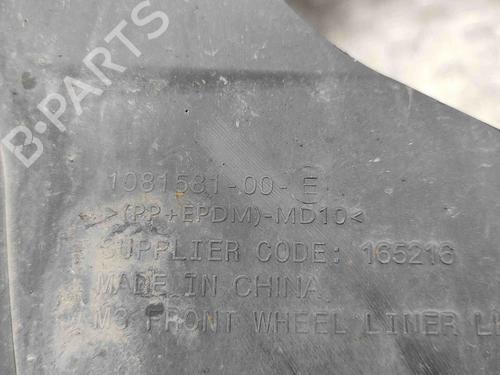 B-PARTS
1081581-00-E
>(PP+EPDM)-MD10<
SUPPLIER CODE: 165216
MADE IN CHINA
M3 FRONT WHEEL LINER